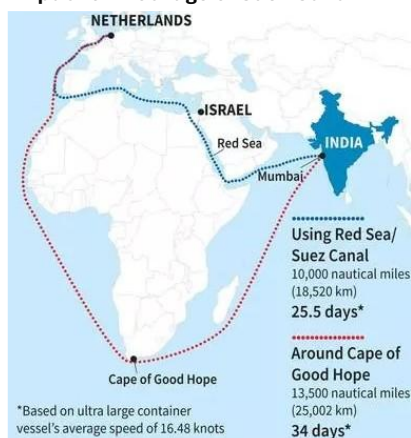 NETHERLANDS
ISRAEL
Red Sea
INDIA
Mumbai
Using Red Sea/
Suez Canal
10,000 nautical miles
(18,520 km)
25.5 days*
Around Cape of
Good Hope
13,500 nautical miles
(25,002 km)
34 days*
Cape of Good Hope
*Based on ultra large container
vessel's average speed of 16.48 knots